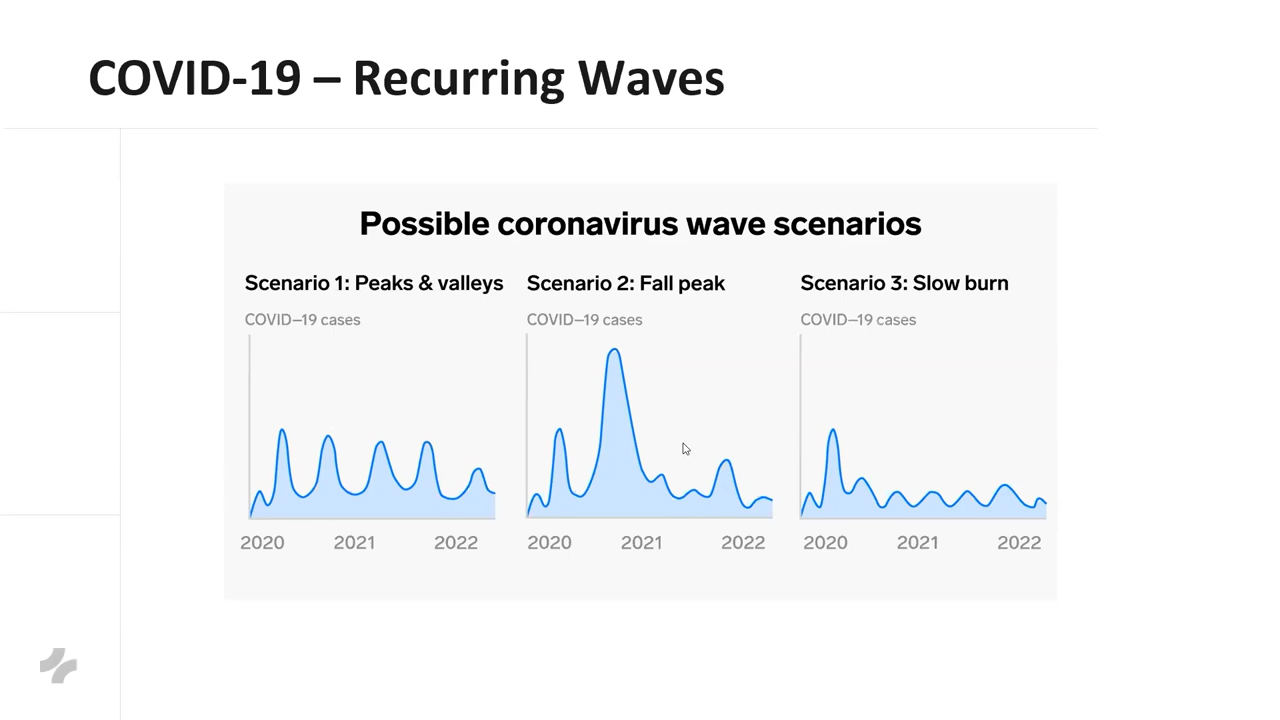 COVID-19 – Recurring Waves
Possible coronavirus wave scenarios
Scenario 1: Peaks & valleys
COVID–19 cases
2020 2021 2022
Scenario 2: Fall peak
COVID–19 cases
2020 2021 2022
Scenario 3: Slow burn
COVID–19 cases
2020 2021 2022